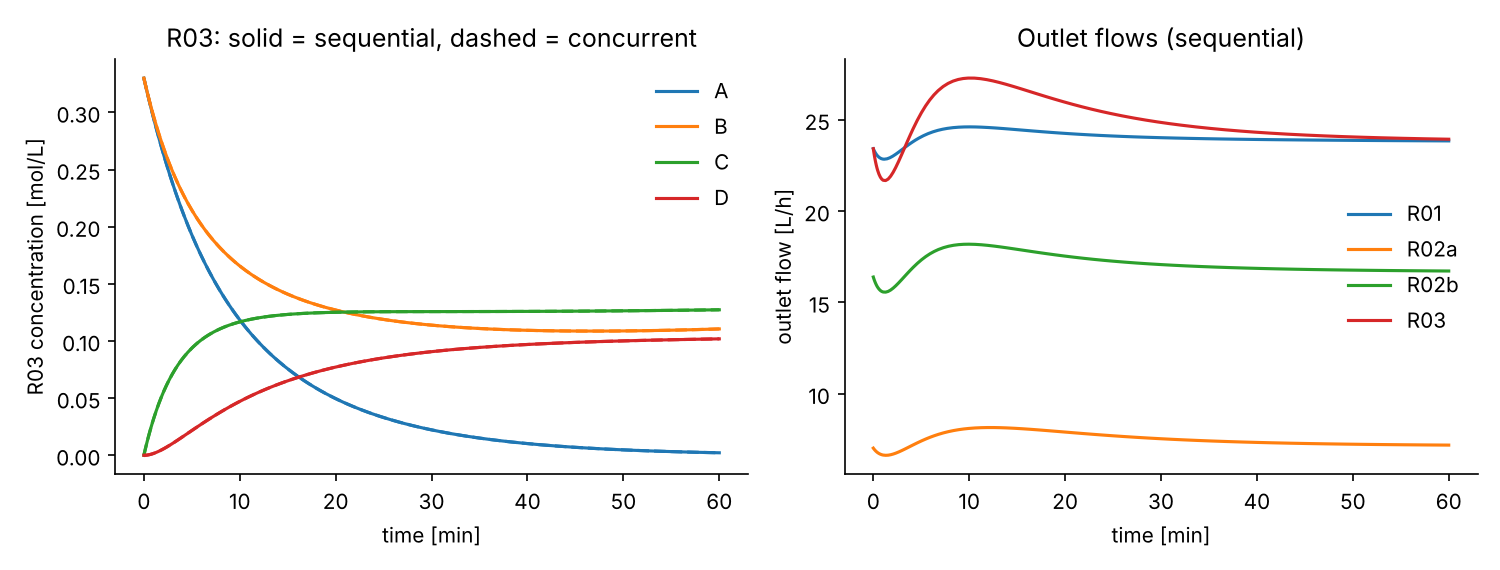 R03: solid = sequential, dashed = concurrent
R03 concentration [mol/L]
0.30
0.25
0.20
0.15
0.10
0.05
0.00
A
B
C
D
0 10 20 30 40 50 60
time [min]
Outlet flows (sequential)
outlet flow [L/h]
25
20
15
10
R01
R02a
R02b
R03
0 10 20 30 40 50 60
time [min]